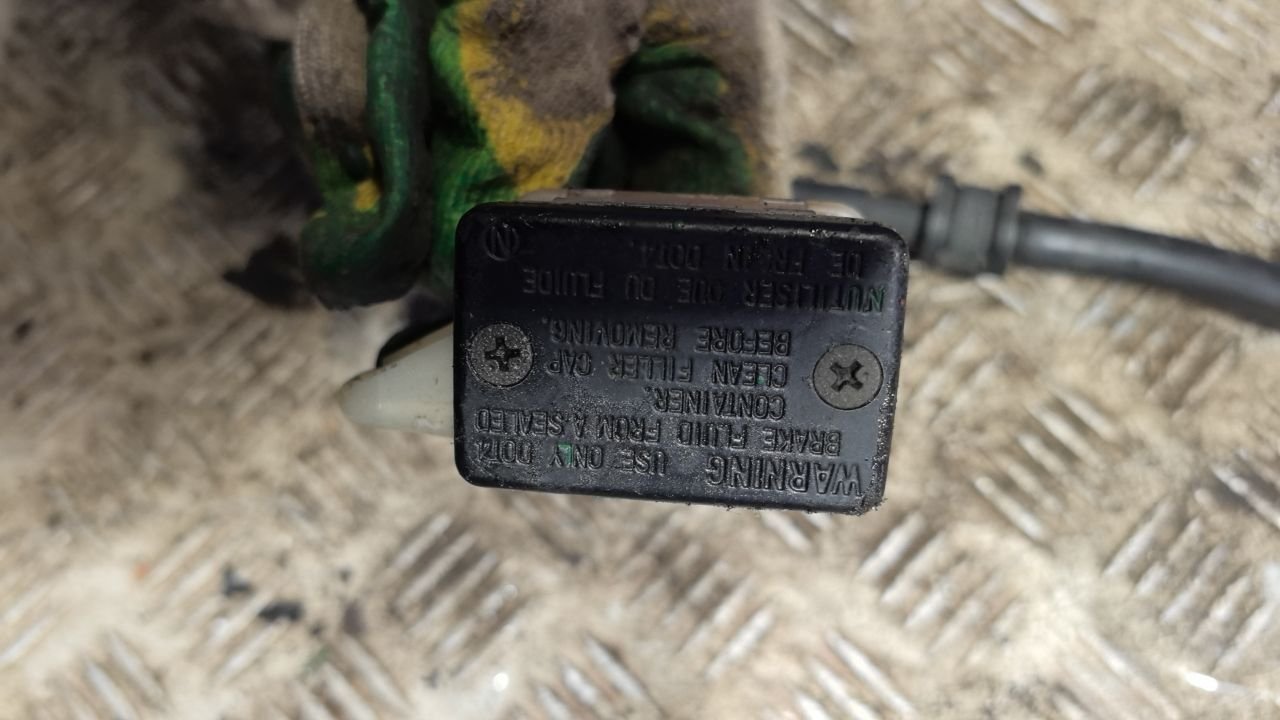 WARNING USE ONLY DOT4
BRAKE FLUID FROM A SEALED
CONTAINER.
CLEAN FILLER CAP
BEFORE REMOVING.
N'UTILISER QUE DU FLUIDE
DE FREIN DOT4.
N